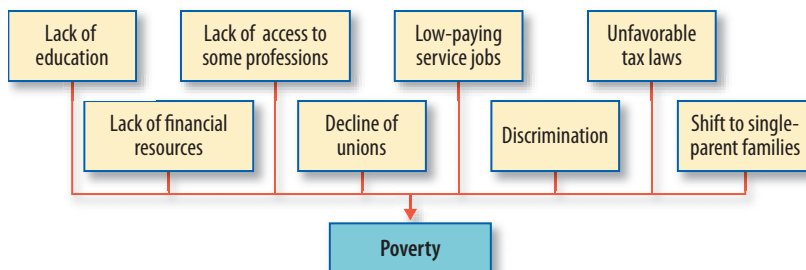 Lack of
education
Lack of access to
some professions
Low-paying
service jobs
Unfavorable
tax laws
Lack of financial
resources
Decline of
unions
Discrimination
Shift to single-
parent families
Poverty